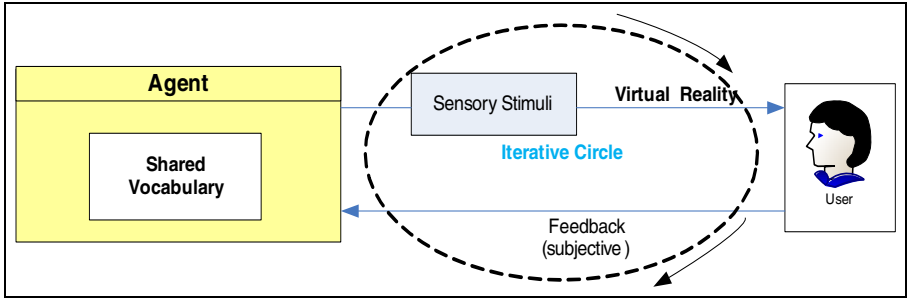 Agent
Shared
Vocabulary
Sensory Stimuli
Virtual Reality
Iterative Circle
Feedback
(subjective )
User